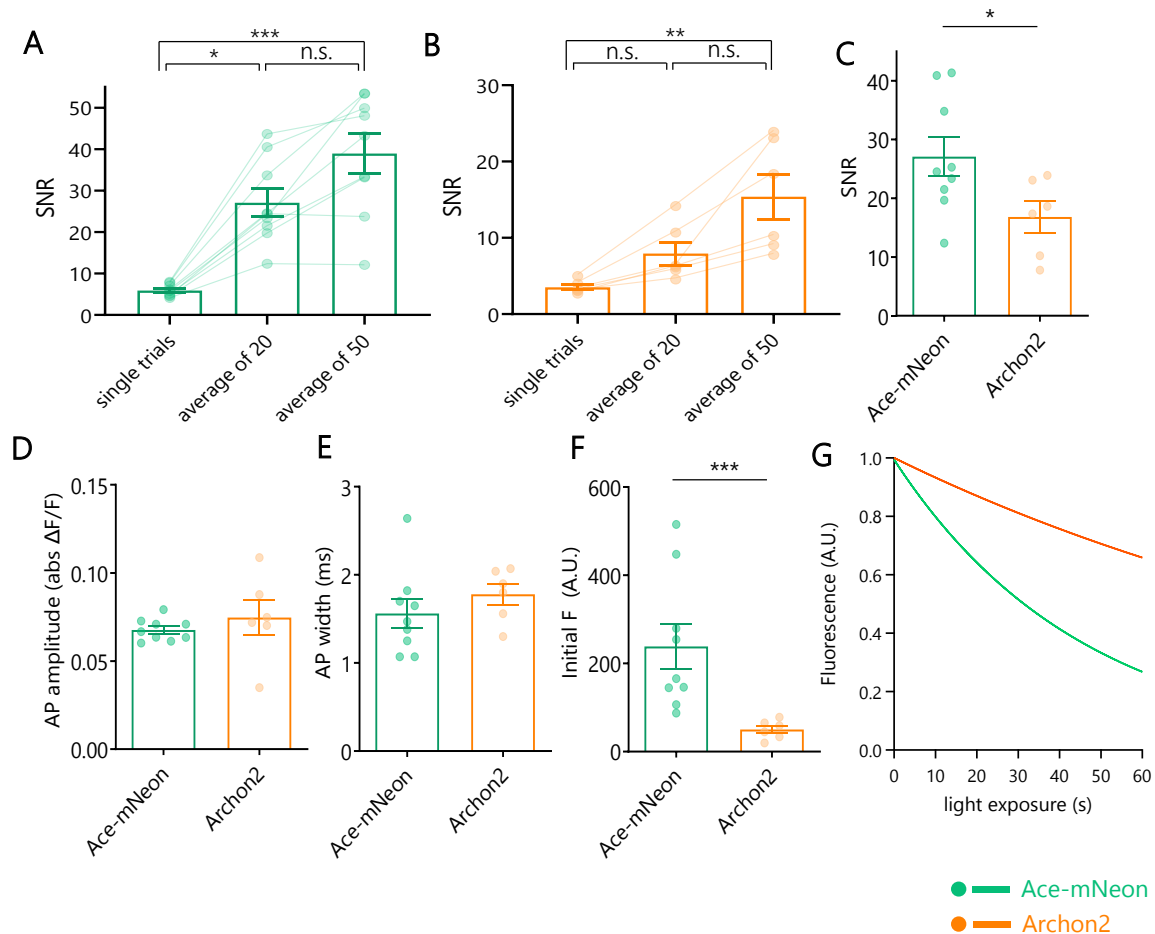 A
***
*
n.s.
SNR
50
40
30
20
10
0
single trials
average of 20
average of 50
B
**
n.s.
n.s.
SNR
30
20
10
0
single trials
average of 20
average of 50
C
*
SNR
40
30
20
10
0
Ace-mNeon
Archon2
D
AP amplitude (abs ΔF/F)
0.15
0.10
0.05
0.00
Ace-mNeon
Archon2
E
AP width (ms)
3
2
1
0
Ace-mNeon
Archon2
F
***
Initial F (A.U.)
600
400
200
0
Ace-mNeon
Archon2
G
Fluorescence (A.U.)
1.0
0.8
0.6
0.4
0.2
0.0
0 10 20 30 40 50 60
light exposure (s)
Ace-mNeon
Archon2